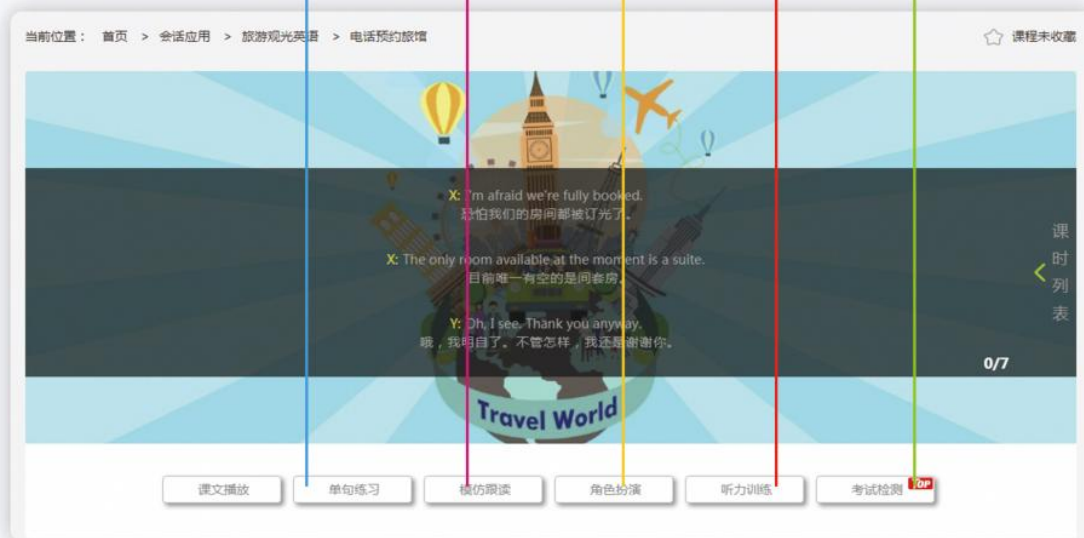 当前位置： 首页 > 会话应用 > 旅游观光英语 > 电话预约旅馆
课程未收藏
X: I'm afraid we're fully booked.
恐怕我们的房间都被订光了。
X: The only room available at the moment is a suite.
目前唯一有空的是间套房。
Y: Oh, I see. Thank you anyway.
哦，我明白了。不管怎样，我还是谢谢你。
课时列表
0/7
Travel World
课文播放 单句练习 模仿跟读 角色扮演 听力训练 考试检测 TOP